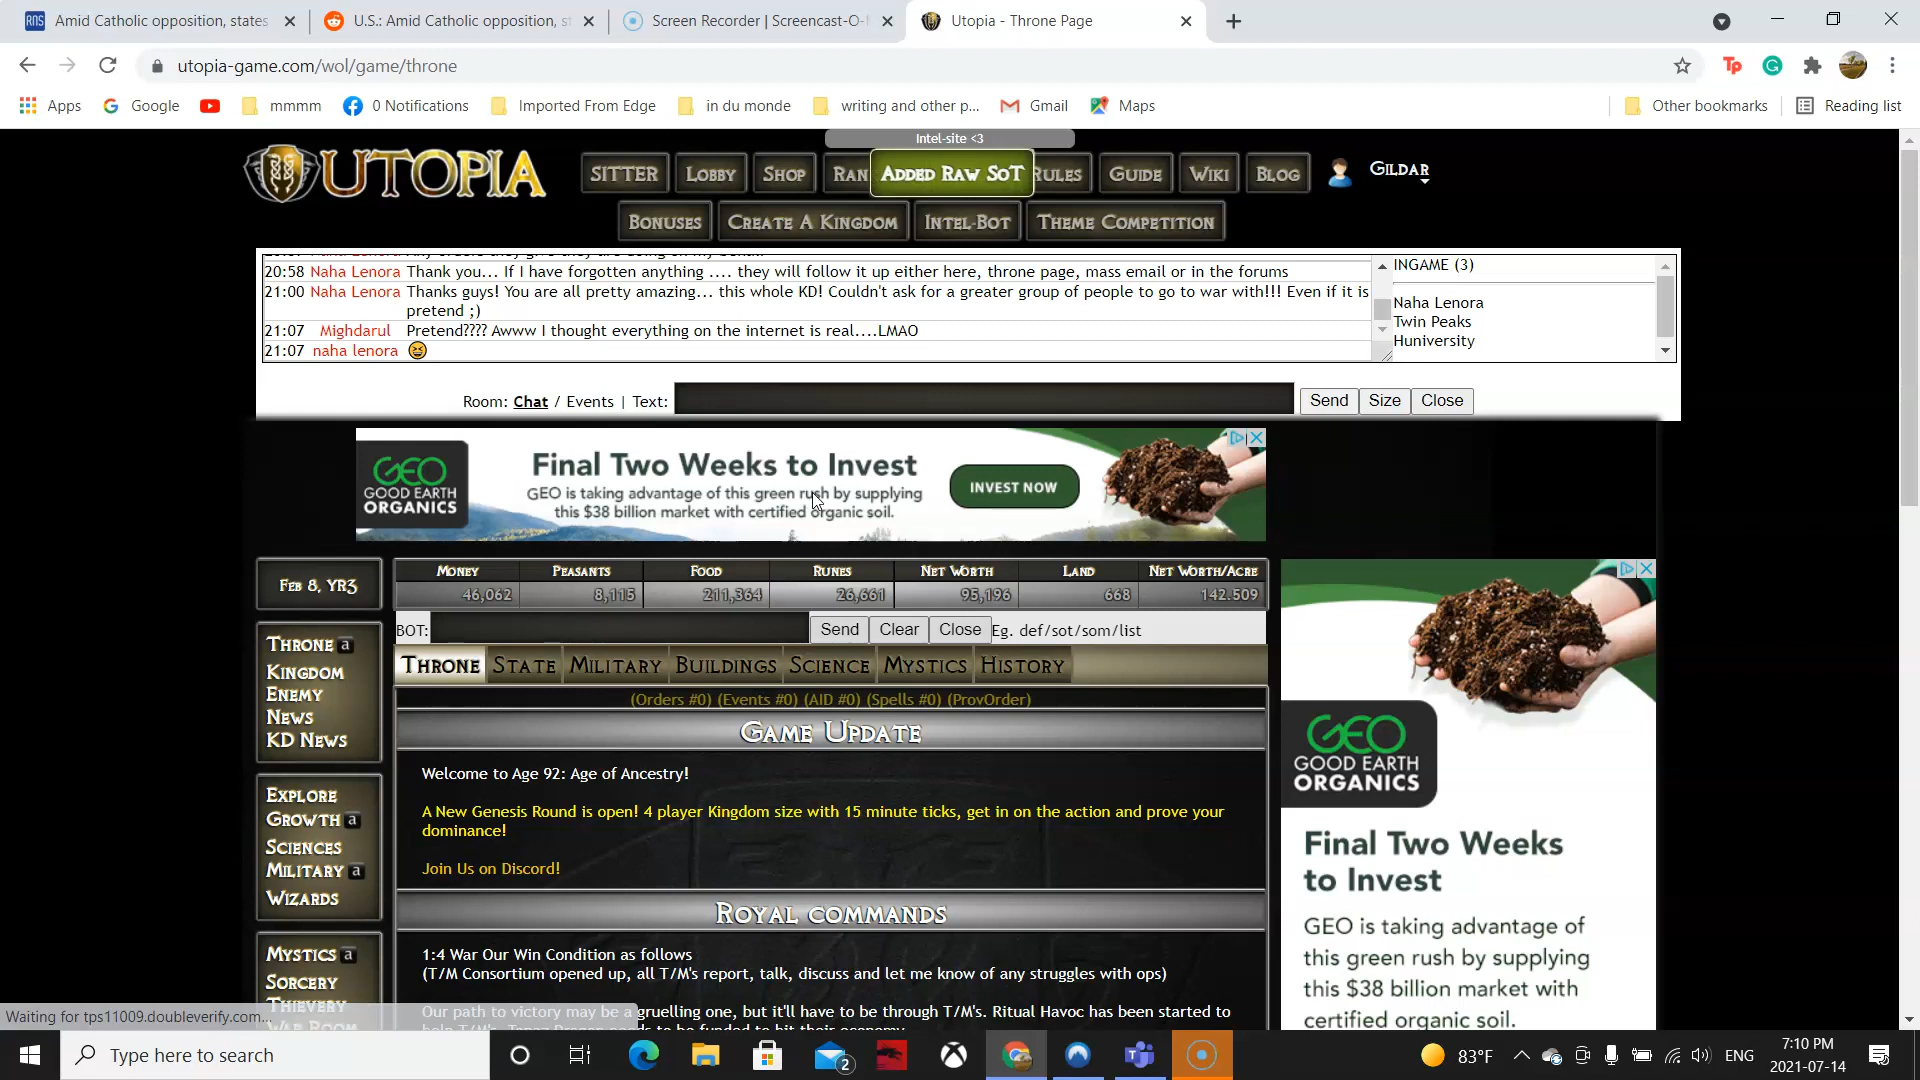 Amid Catholic opposition, states
U.S.: Amid Catholic opposition, st
Screen Recorder | Screencast-O-
Utopia - Throne Page
utopia-game.com/wol/game/throne
Apps
Google
mmmm
0 Notifications
Imported From Edge
in du monde
writing and other p...
Gmail
Maps
Other bookmarks
Reading list
Intel-site <3
UTOPIA
SITTER
LOBBY
SHOP
RAN
ADDED RAW SOT
RULES
GUIDE
WIKI
BLOG
GILDAR
BONUSES
CREATE A KINGDOM
INTEL-BOT
THEME COMPETITION
20:58 Naha Lenora Thank you... If I have forgotten anything .... they will follow it up either here, throne page, mass email or in the forums
21:00 Naha Lenora Thanks guys! You are all pretty amazing... this whole KD! Couldn't ask for a greater group of people to go to war with!!! Even if it is
pretend ;)
21:07 Mighdarul Pretend???? Awww I thought everything on the internet is real....LMAO
21:07 naha lenora
INGAME (3)
Naha Lenora
Twin Peaks
Huniversity
Room: Chat / Events | Text:
Send
Size
Close
GEO
GOOD EARTH
ORGANICS
Final Two Weeks to Invest
GEO is taking advantage of this green rush by supplying
this $38 billion market with certified organic soil.
INVEST NOW
FEB 8, YR3
MONEY PEASANTS FOOD RUNES NET WORTH LAND NET WORTH/ACRE
46,062 8,115 211,364 26,661 95,196 668 142.509
BOT:
Send
Clear
Close
Eg. def/sot/som/list
THRONE STATE MILITARY BUILDINGS SCIENCE MYSTICS HISTORY
(Orders #0) (Events #0) (AID #0) (Spells #0) (ProvOrder)
GAME UPDATE
Welcome to Age 92: Age of Ancestry!
A New Genesis Round is open! 4 player Kingdom size with 15 minute ticks, get in on the action and prove your
dominance!
Join Us on Discord!
ROYAL COMMANDS
1:4 War Our Win Condition as follows
(T/M Consortium opened up, all T/M's report, talk, discuss and let me know of any struggles with ops)
Our path to victory may be a gruelling one, but it'll have to be through T/M's. Ritual Havoc has been started to
THRONE a
KINGDOM
ENEMY
NEWS
KD NEWS
EXPLORE
GROWTH a
SCIENCES
MILITARY a
WIZARDS
MYSTICS a
SORCERY
THIEVERY
WAR ROOM
GEO
GOOD EARTH
ORGANICS
Final Two Weeks
to Invest
GEO is taking advantage of
this green rush by supplying
this $38 billion market with
certified organic soil.
Waiting for tps11009.doubleverify.com...
Type here to search
2
83°F
ENG
7:10 PM
2021-07-14